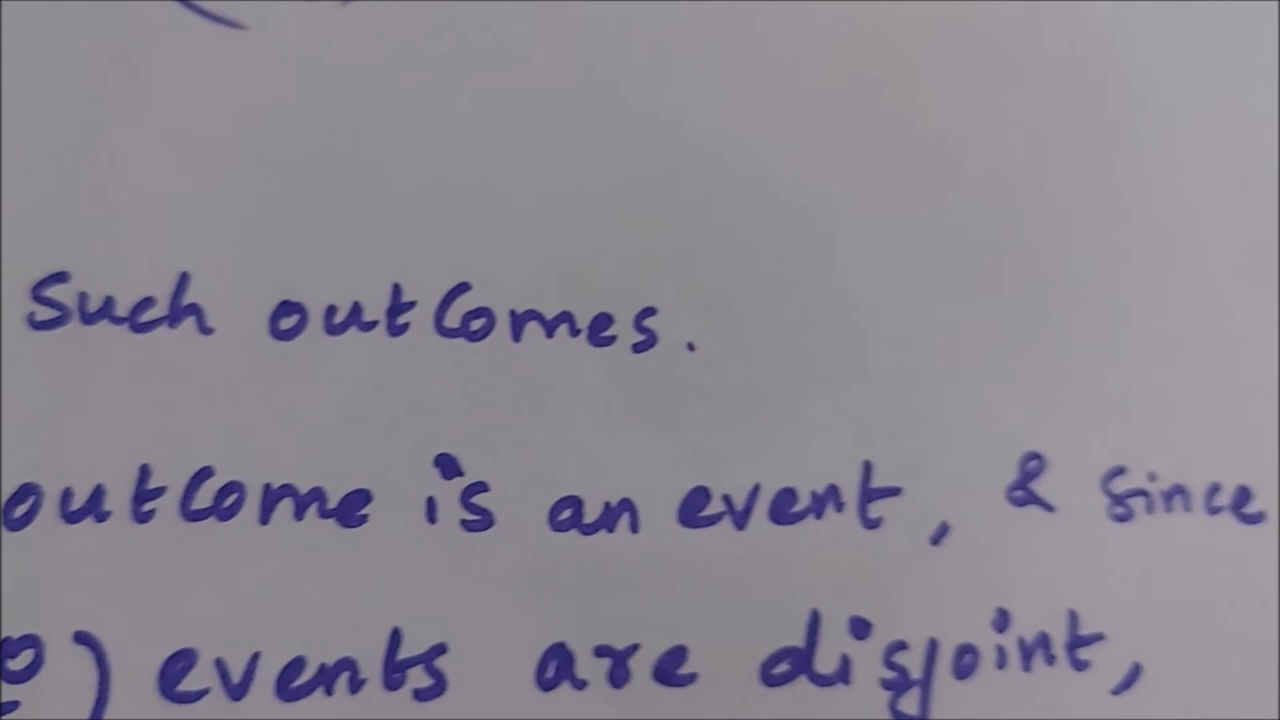 Such outcomes.
outcome is an event, & since
) events are disjoint,